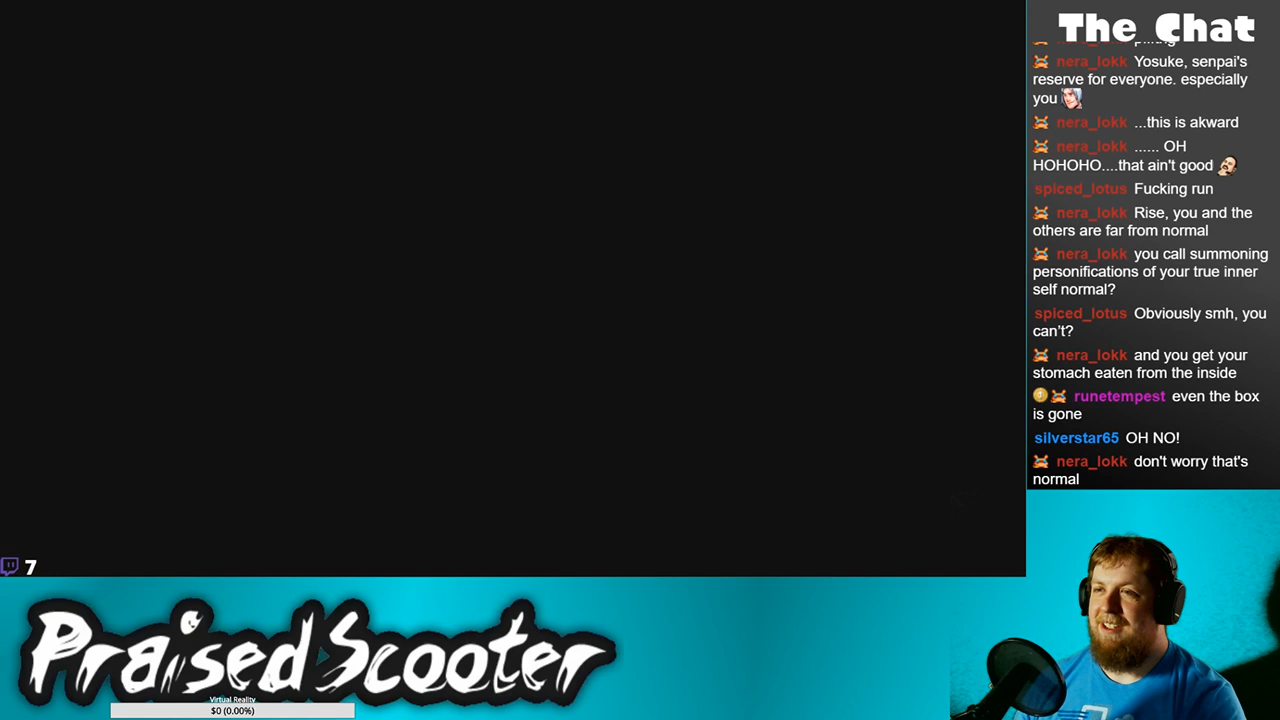 The Chat
nera_lokk Yosuke, senpai's
reserve for everyone. especially
you
nera_lokk ...this is akward
nera_lokk ...... OH
HOHOHO....that ain't good
spiced_lotus Fucking run
nera_lokk Rise, you and the
others are far from normal
nera_lokk you call summoning
personifications of your true inner
self normal?
spiced_lotus Obviously smh, you
can't?
nera_lokk and you get your
stomach eaten from the inside
runetempest even the box
is gone
silverstar65 OH NO!
nera_lokk don't worry that's
normal
7
PraisedScooter
Virtual Reality
$0 (0.00%)